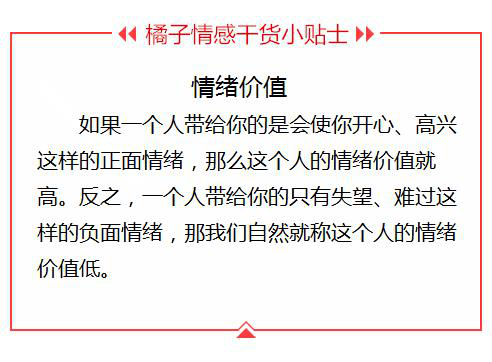 橘子情感干货小贴士
情绪价值
如果一个人带给你的是会使你开心、高兴
这样的正面情绪，那么这个人的情绪价值就
高。反之，一个人带给你的只有失望、难过这
样的负面情绪，那我们自然就称这个人的情绪
价值低。